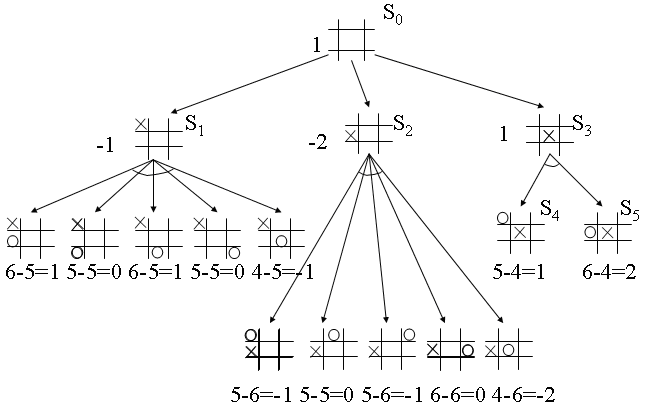 S0
1
S1
-1
S2
-2
S3
1
X
X
X
S4
S5
X
O
X
O
X
O
X
O
X
O
O
X
O
X
6-5=1 5-5=0 6-5=1 5-5=0 4-5=-1
5-4=1 6-4=2
O
X
O
X
O
X
X O
X O
5-6=-1 5-5=0 5-6=-1 6-6=0 4-6=-2